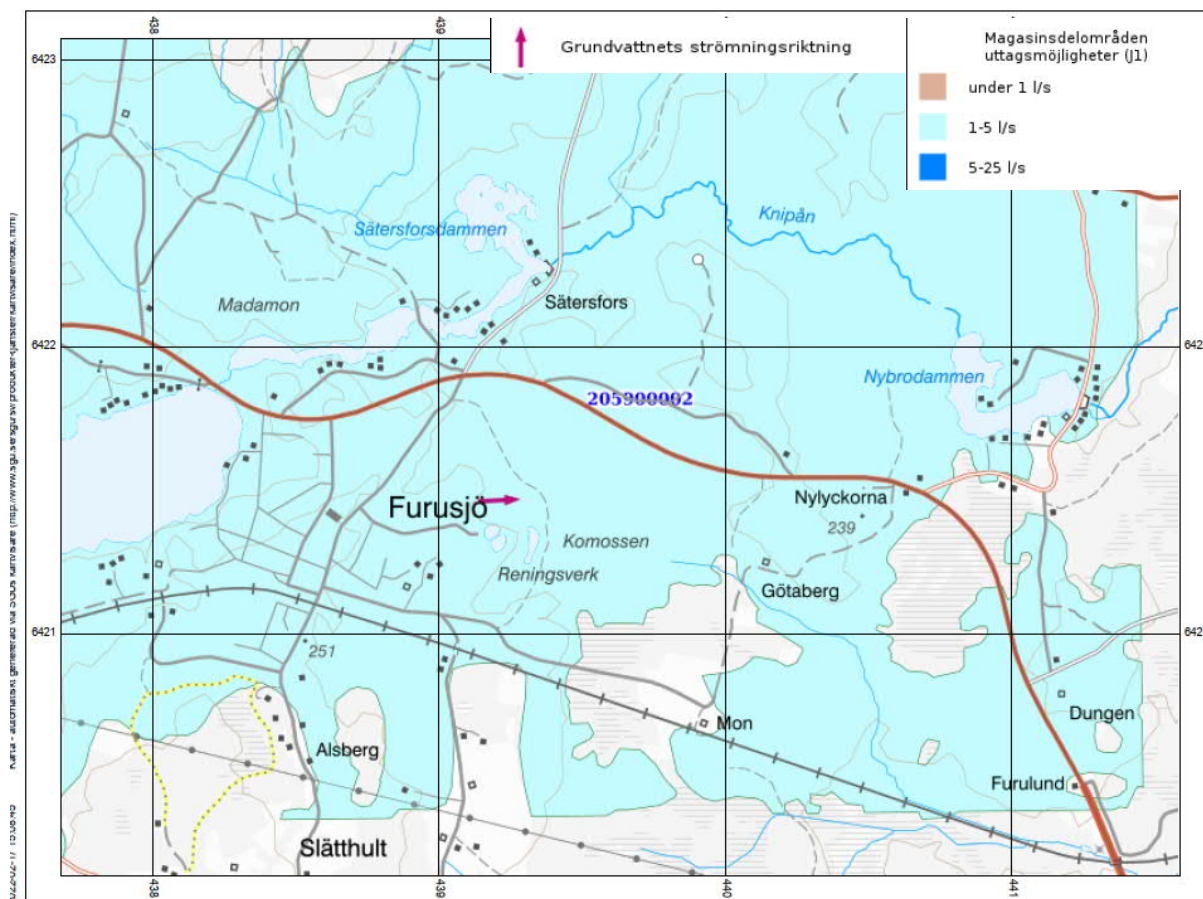 438
439
Grundvattnets strömningsriktning
Magasinsdelområden
uttagsmöjligheter (J1)
under 1 l/s
1-5 l/s
5-25 l/s
6423
Sätersforsdammen
Knipån
Madamon
Sätersfors
6422
Nybrodammen
205900002
Furusjö
Nylyckorna
239
Komossen
Reningsverk
Götaberg
6421
251
Mon
Dungen
Alsberg
Furulund
Slätthult
438
439
440
441